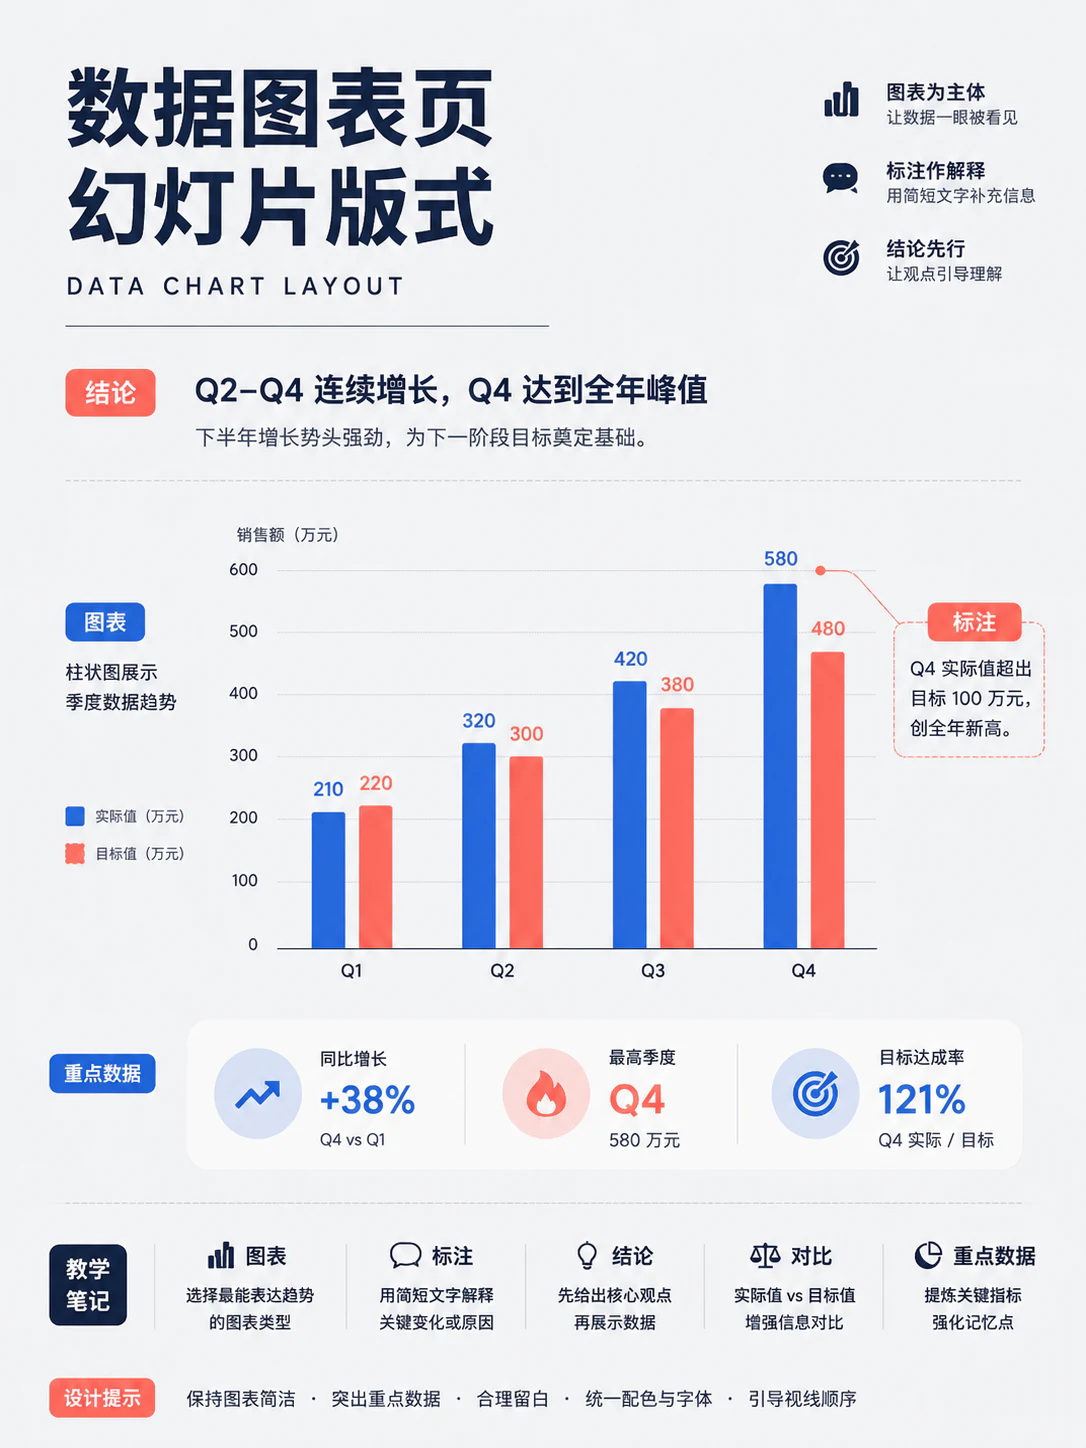 数据图表页
幻灯片版式
DATA CHART LAYOUT
图表为主体
让数据一眼被看见
标注作解释
用简短文字补充信息
结论先行
让观点引导理解
结论
Q2–Q4 连续增长，Q4 达到全年峰值
下半年增长势头强劲，为下一阶段目标奠定基础。
图表
柱状图展示
季度数据趋势
实际值（万元）
目标值（万元）
销售额（万元）
600
500
400
300
200
100
0
210
220
320
300
420
380
580
480
Q1
Q2
Q3
Q4
标注
Q4 实际值超出
目标 100 万元，
创全年新高。
重点数据
同比增长
+38%
Q4 vs Q1
最高季度
Q4
580 万元
目标达成率
121%
Q4 实际 / 目标
教学
笔记
图表
选择最能表达趋势
的图表类型
标注
用简短文字解释
关键变化或原因
结论
先给出核心观点
再展示数据
对比
实际值 vs 目标值
增强信息对比
重点数据
提炼关键指标
强化记忆点
设计提示
保持图表简洁 · 突出重点数据 · 合理留白 · 统一配色与字体 · 引导视线顺序